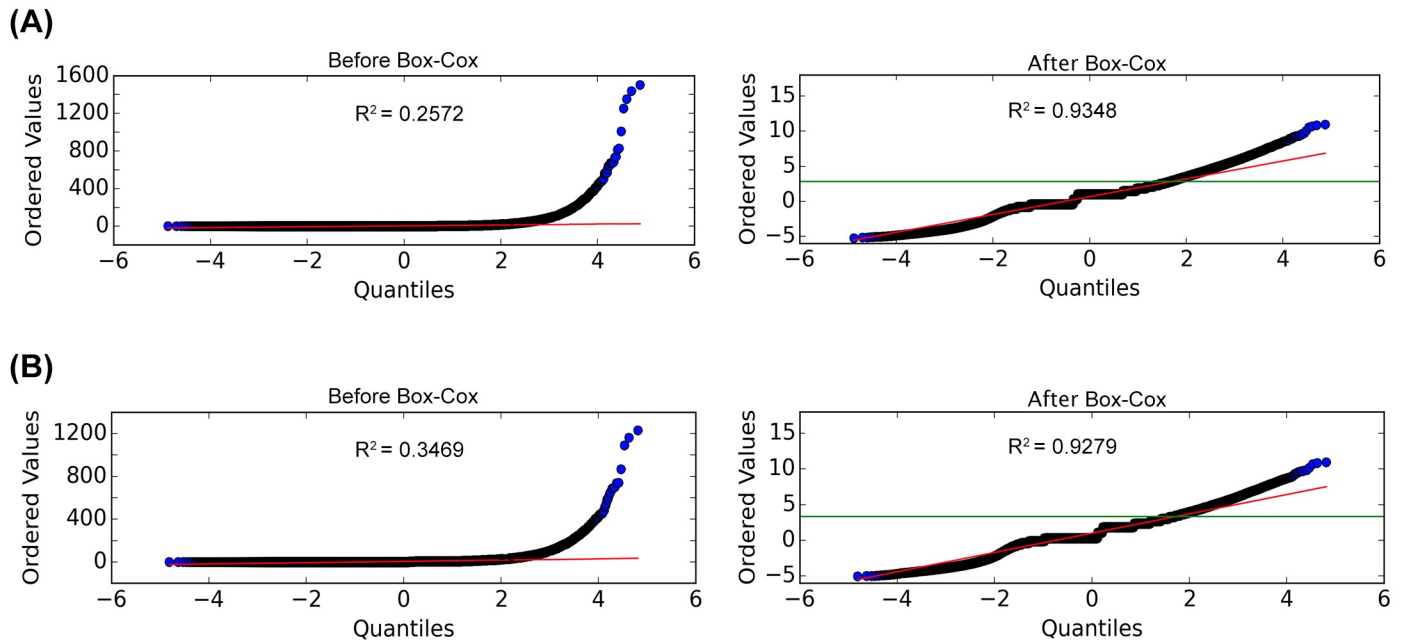 (A)
Before Box-Cox
R² = 0.2572
Ordered Values
1600
1200
800
400
0
−6 −4 −2 0 2 4 6
Quantiles
After Box-Cox
R² = 0.9348
Ordered Values
15
10
5
0
−5
−6 −4 −2 0 2 4 6
Quantiles
(B)
Before Box-Cox
R² = 0.3469
Ordered Values
1200
800
400
0
−6 −4 −2 0 2 4 6
Quantiles
After Box-Cox
R² = 0.9279
Ordered Values
15
10
5
0
−5
−6 −4 −2 0 2 4 6
Quantiles